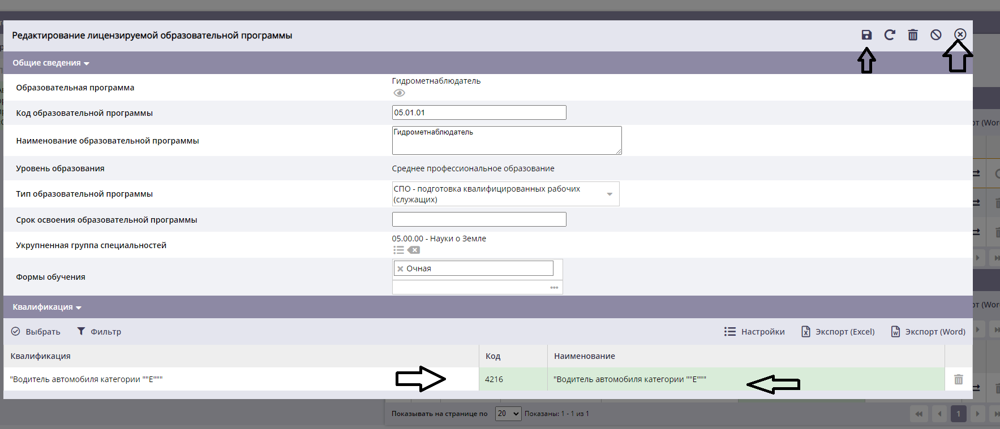 Редактирование лицензируемой образовательной программы
Общие сведения
Образовательная программа
Гидрометнаблюдатель
Код образовательной программы
05.01.01
Наименование образовательной программы
Гидрометнаблюдатель
Уровень образования
Среднее профессиональное образование
Тип образовательной программы
СПО - подготовка квалифицированных рабочих
(служащих)
Срок освоения образовательной программы
Укрупненная группа специальностей
05.00.00 - Науки о Земле
Формы обучения
Очная
Квалификация
Выбрать
Фильтр
Настройки
Экспорт (Excel)
Экспорт (Word)
Квалификация
Код
Наименование
"Водитель автомобиля категории ""Е"""
4216
"Водитель автомобиля категории ""Е"""
Показывать на странице по
20
Показаны: 1 - 1 из 1
1